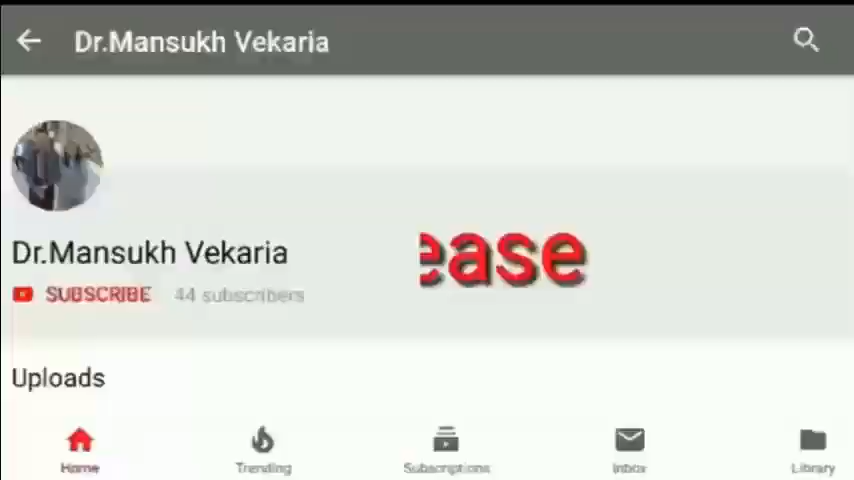 Dr.Mansukh Vekaria
Dr.Mansukh Vekaria
ease
SUBSCRIBE 44 subscribers
Uploads
Home Trending Subscriptions Inbox Library